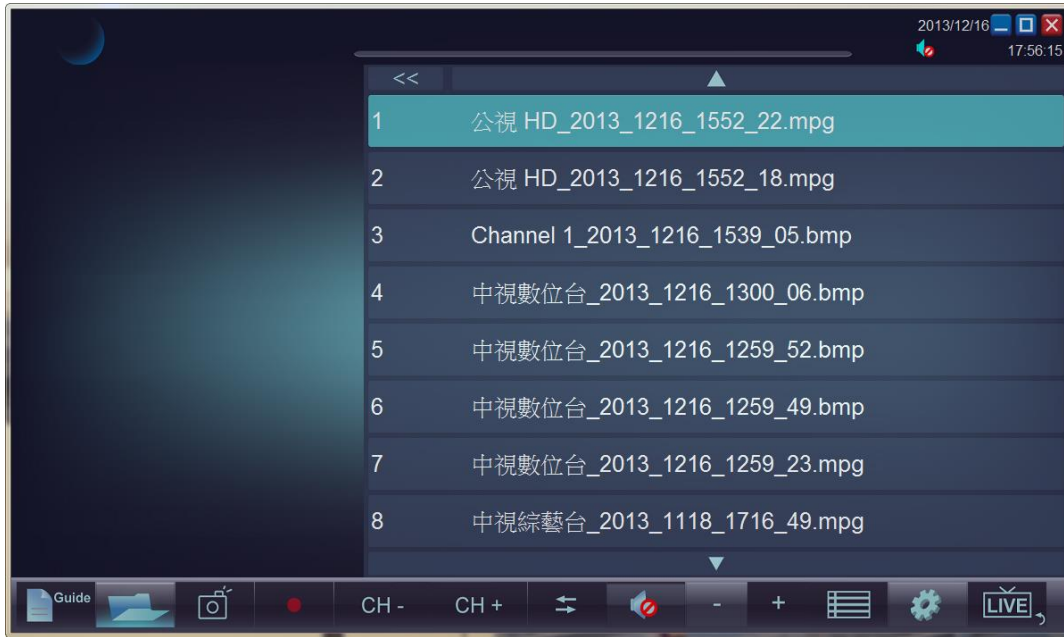 2013/12/16
17:56:15
<<
1 公視 HD_2013_1216_1552_22.mpg
2 公視 HD_2013_1216_1552_18.mpg
3 Channel 1_2013_1216_1539_05.bmp
4 中視數位台_2013_1216_1300_06.bmp
5 中視數位台_2013_1216_1259_52.bmp
6 中視數位台_2013_1216_1259_49.bmp
7 中視數位台_2013_1216_1259_23.mpg
8 中視綜藝台_2013_1118_1716_49.mpg
Guide CH - CH + - + LIVE